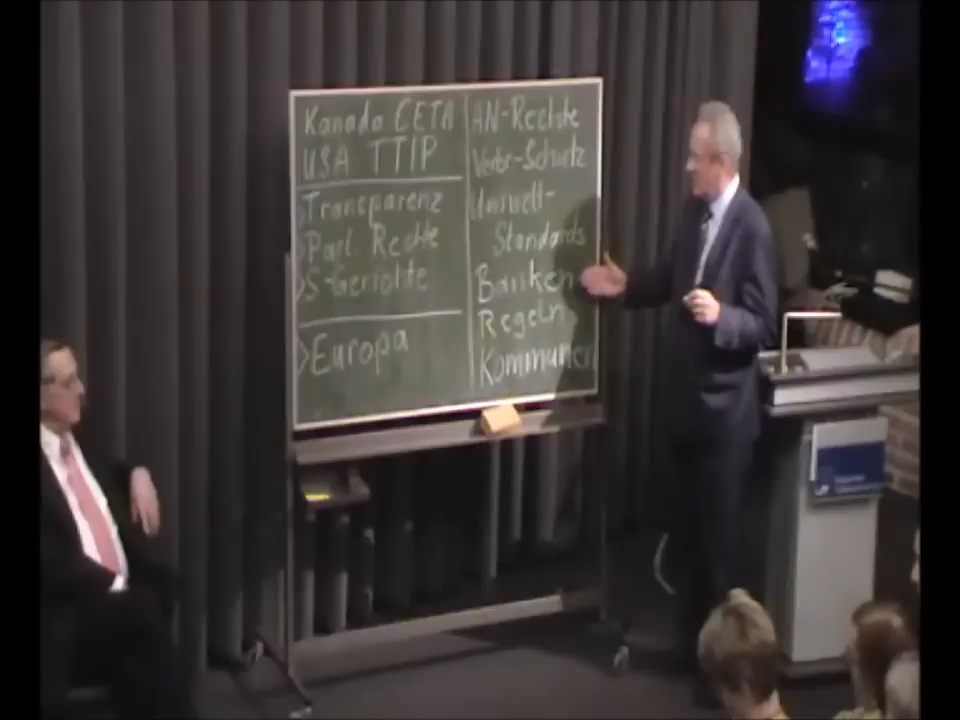 Kanada CETA
USA TTIP
Transparenz
Parl. Rechte
S-Gerichte
Europa
AN-Rechte
Verbr-Schutz
Umwelt-
Standards
Banken
Regeln
Kommunen